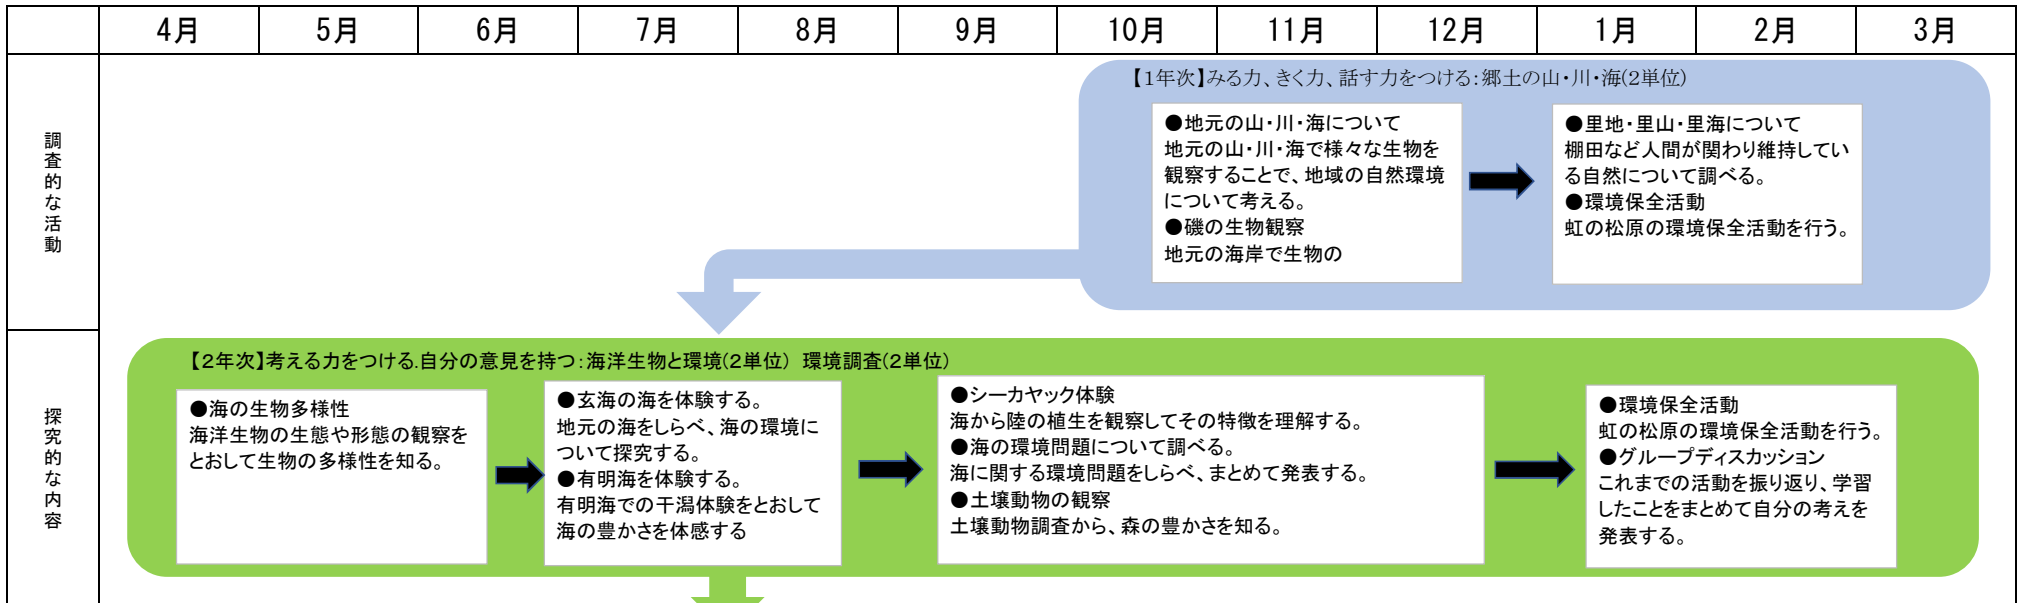 4月 5月 6月 7月 8月 9月 10月 11月 12月 1月 2月 3月
調査的な活動
【1年次】みる力、きく力、話す力をつける：郷土の山・川・海(2単位)
●地元の山・川・海について
地元の山・川・海で様々な生物を
観察することで、地域の自然環境
について考える。
●磯の生物観察
地元の海岸で生物の
●里地・里山・里海について
棚田など人間が関わり維持してい
る自然について調べる。
●環境保全活動
虹の松原の環境保全活動を行う。
探究的な内容
【2年次】考える力をつける.自分の意見を持つ：海洋生物と環境(2単位) 環境調査(2単位)
●海の生物多様性
海洋生物の生態や形態の観察を
とおして生物の多様性を知る。
●玄海の海を体験する。
地元の海をしらべ、海の環境に
ついて探究する。
●有明海を体験する。
有明海での干潟体験をとおして
海の豊かさを体感する
●シーカヤック体験
海から陸の植生を観察してその特徴を理解する。
●海の環境問題について調べる。
海に関する環境問題をしらべ、まとめて発表する。
●土壌動物の観察
土壌動物調査から、森の豊かさを知る。
●環境保全活動
虹の松原の環境保全活動を行う。
●グループディスカッション
これまでの活動を振り返り、学習
したことをまとめて自分の考えを
発表する。